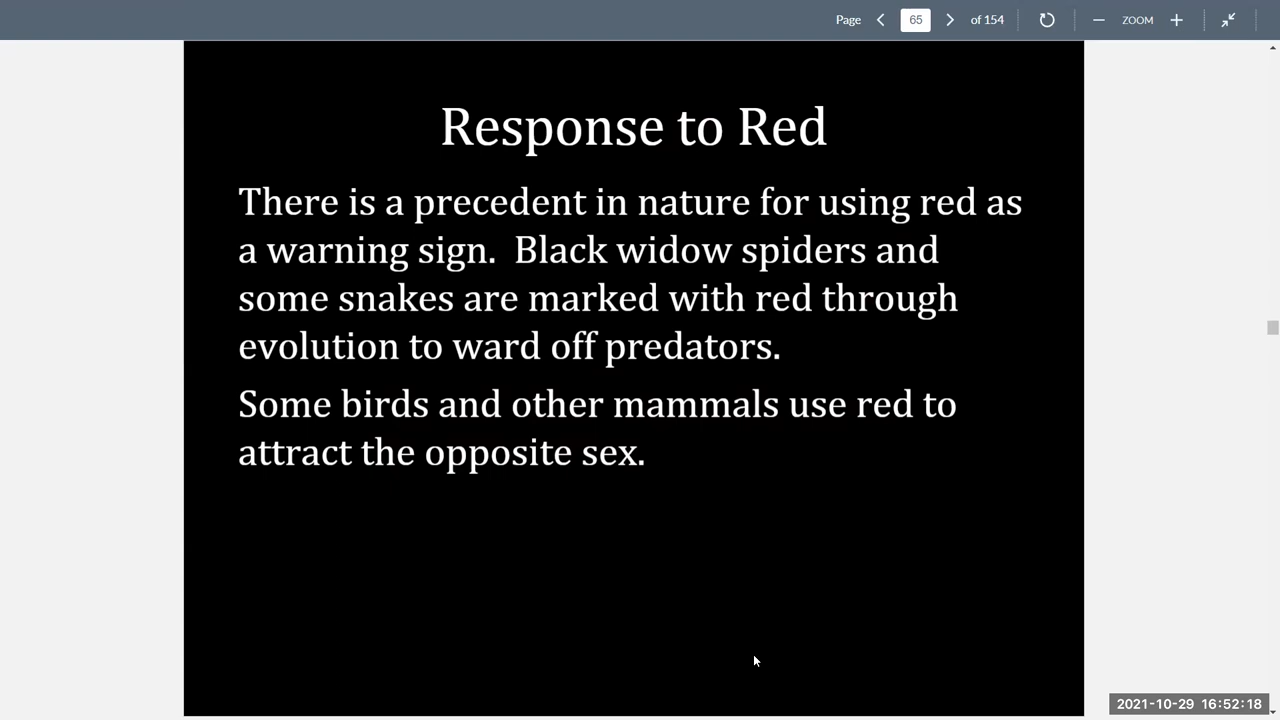 Page 65 of 154 ZOOM
Response to Red
There is a precedent in nature for using red as
a warning sign.  Black widow spiders and
some snakes are marked with red through
evolution to ward off predators.
Some birds and other mammals use red to
attract the opposite sex.
2021-10-29 16:52:18